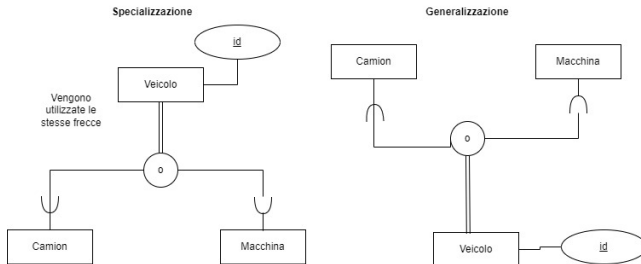 Specializzazione
id
Veicolo
Vengono
utilizzate le
stesse frecce
o
Camion
Macchina
Generalizzazione
Camion
Macchina
o
Veicolo
id